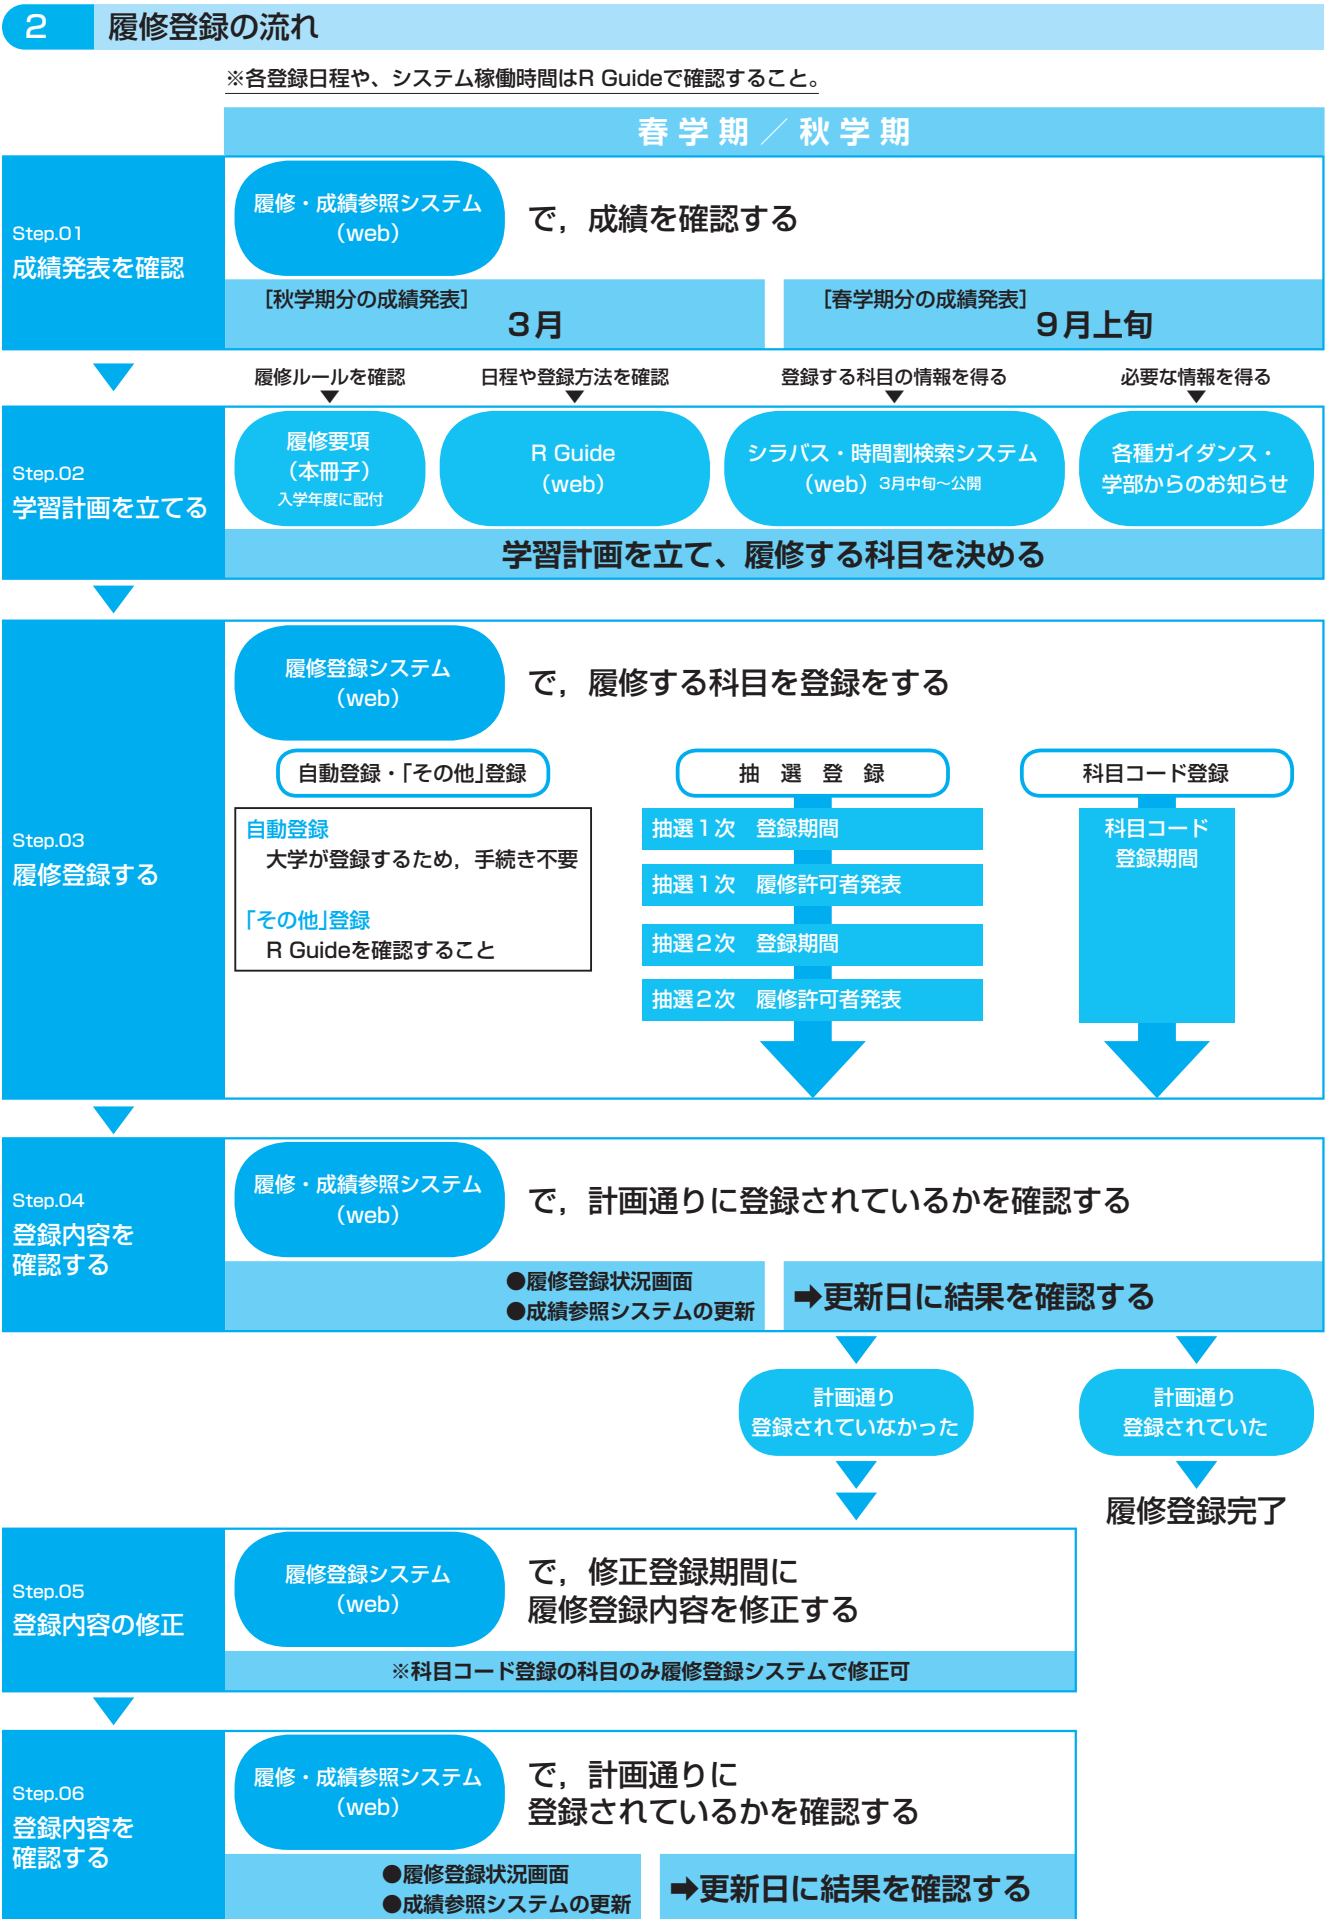 2 履修登録の流れ
※各登録日程や、システム稼働時間はR Guideで確認すること。
春学期／秋学期
Step.01
成績発表を確認
履修・成績参照システム
（web）
で，成績を確認する
［秋学期分の成績発表］
3月
［春学期分の成績発表］
9月上旬
履修ルールを確認
日程や登録方法を確認
登録する科目の情報を得る
必要な情報を得る
Step.02
学習計画を立てる
履修要項
（本冊子）
入学年度に配付
R Guide
（web）
シラバス・時間割検索システム
（web）3月中旬～公開
各種ガイダンス・
学部からのお知らせ
学習計画を立て、履修する科目を決める
Step.03
履修登録する
履修登録システム
（web）
で，履修する科目を登録をする
自動登録・「その他」登録
自動登録
大学が登録するため，手続き不要
「その他」登録
R Guideを確認すること
抽選登録
抽選1次　登録期間
抽選1次　履修許可者発表
抽選2次　登録期間
抽選2次　履修許可者発表
科目コード登録
科目コード
登録期間
Step.04
登録内容を
確認する
履修・成績参照システム
（web）
で，計画通りに登録されているかを確認する
●履修登録状況画面
●成績参照システムの更新
➡更新日に結果を確認する
計画通り
登録されていなかった
計画通り
登録されていた
履修登録完了
Step.05
登録内容の修正
履修登録システム
（web）
で，修正登録期間に
履修登録内容を修正する
※科目コード登録の科目のみ履修登録システムで修正可
Step.06
登録内容を
確認する
履修・成績参照システム
（web）
で，計画通りに
登録されているかを確認する
●履修登録状況画面
●成績参照システムの更新
➡更新日に結果を確認する